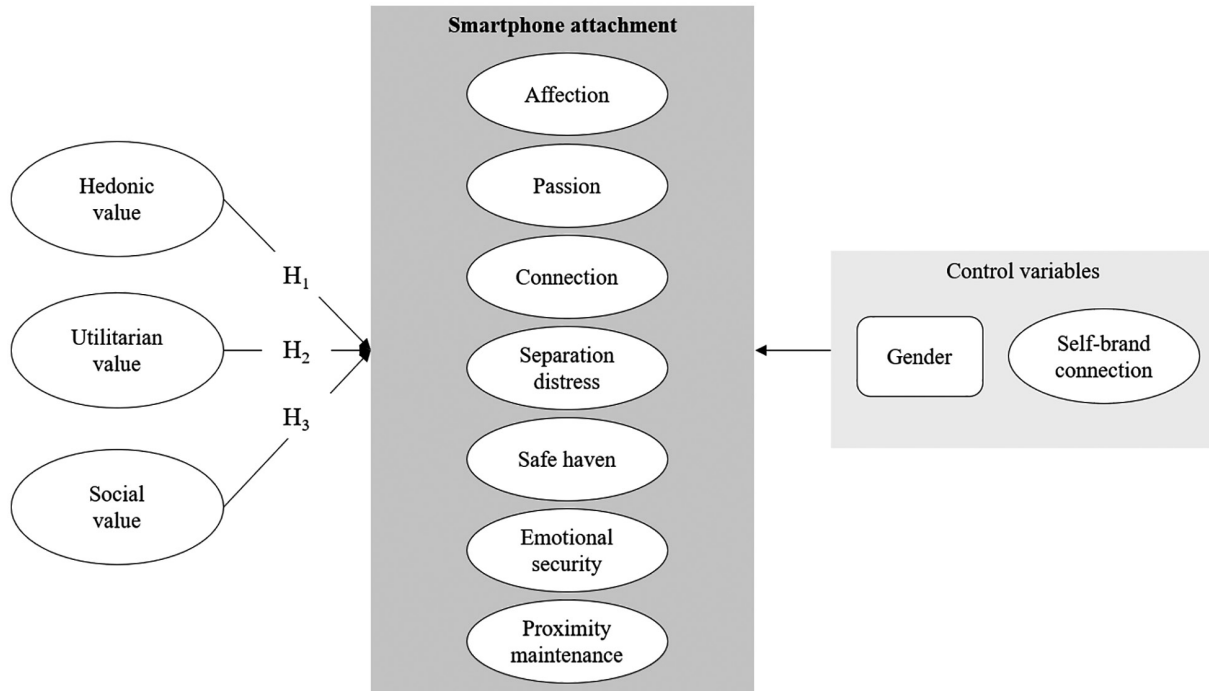 Smartphone attachment
Affection
Passion
Connection
Separation
distress
Safe haven
Emotional
security
Proximity
maintenance
Hedonic
value
Utilitarian
value
Social
value
H₁
H₂
H₃
Control variables
Gender
Self-brand
connection